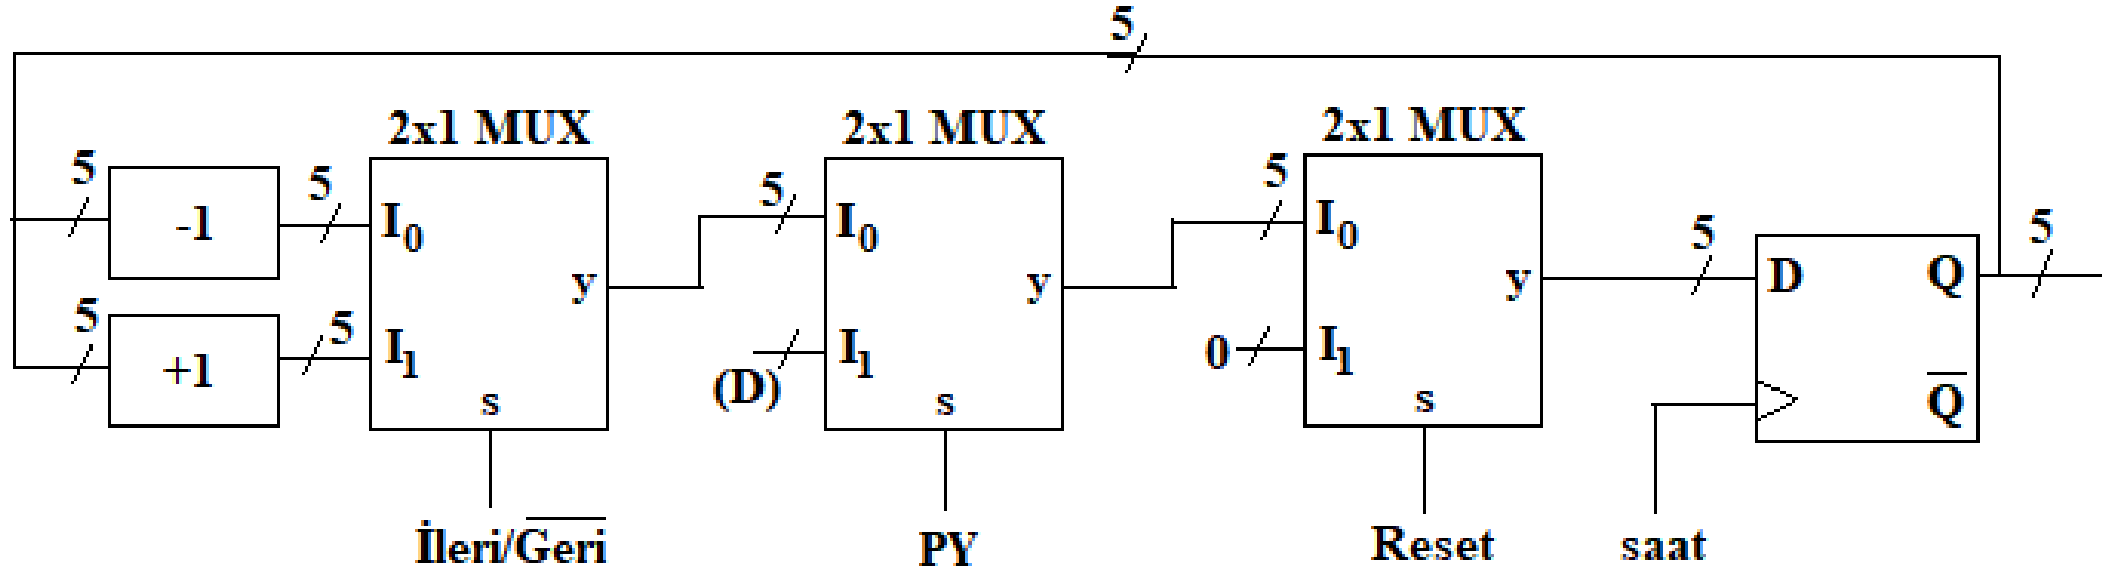 5
2x1 MUX 2x1 MUX 2x1 MUX
5 5 5 5 5 5
-1 I0 I0 I0 D Q
y y y
5 5
+1 I1 (D) I1 0 I1 Q̅
s s s
İleri/G̅e̅r̅i̅ PY Reset saat